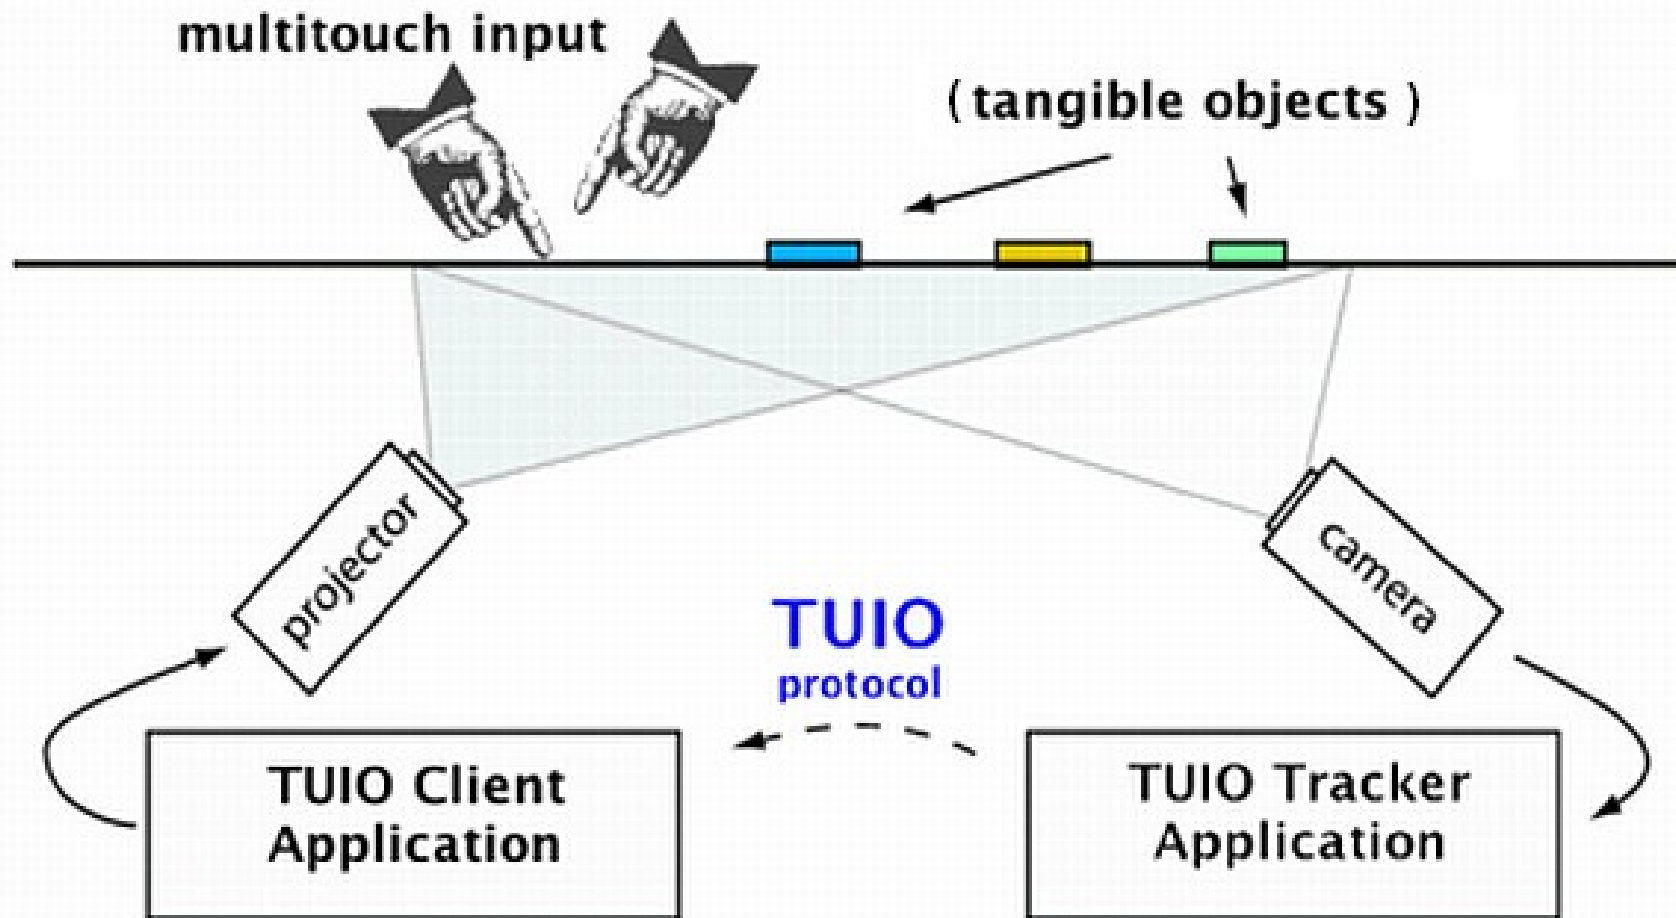 multitouch input
( tangible objects )
projector
camera
TUIO
protocol
TUIO Client
Application
TUIO Tracker
Application